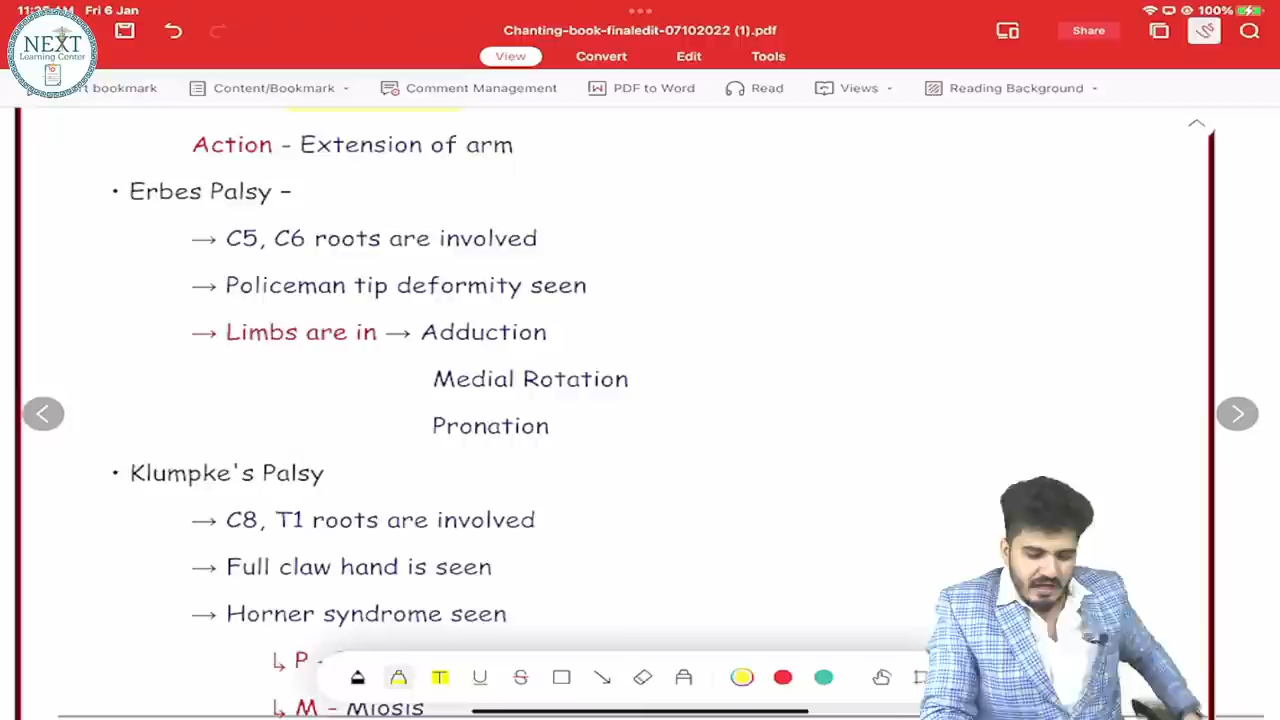 Fri 6 Jan
100%
NEXT
Learning Center
Chanting-book-finaledit-07102022 (1).pdf
Share
View
Convert
Edit
Tools
bookmark
Content/Bookmark
Comment Management
PDF to Word
Read
Views
Reading Background
Action - Extension of arm
• Erbes Palsy –
→ C5, C6 roots are involved
→ Policeman tip deformity seen
→ Limbs are in → Adduction
Medial Rotation
Pronation
• Klumpke's Palsy
→ C8, T1 roots are involved
→ Full claw hand is seen
→ Horner syndrome seen
↳ P -
↳ M - Miosis